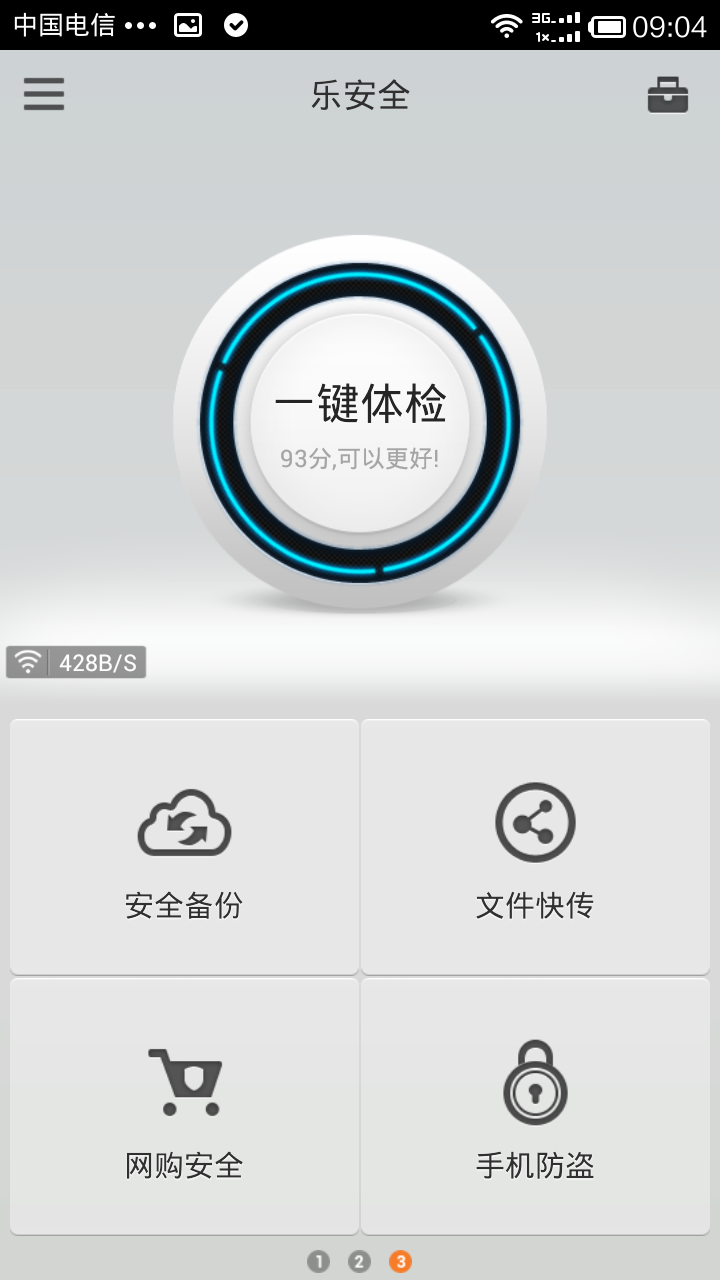 中国电信 ••• 3G 1× 09:04
乐安全
一键体检
93分,可以更好!
428B/S
安全备份 文件快传
网购安全 手机防盗
1 2 3